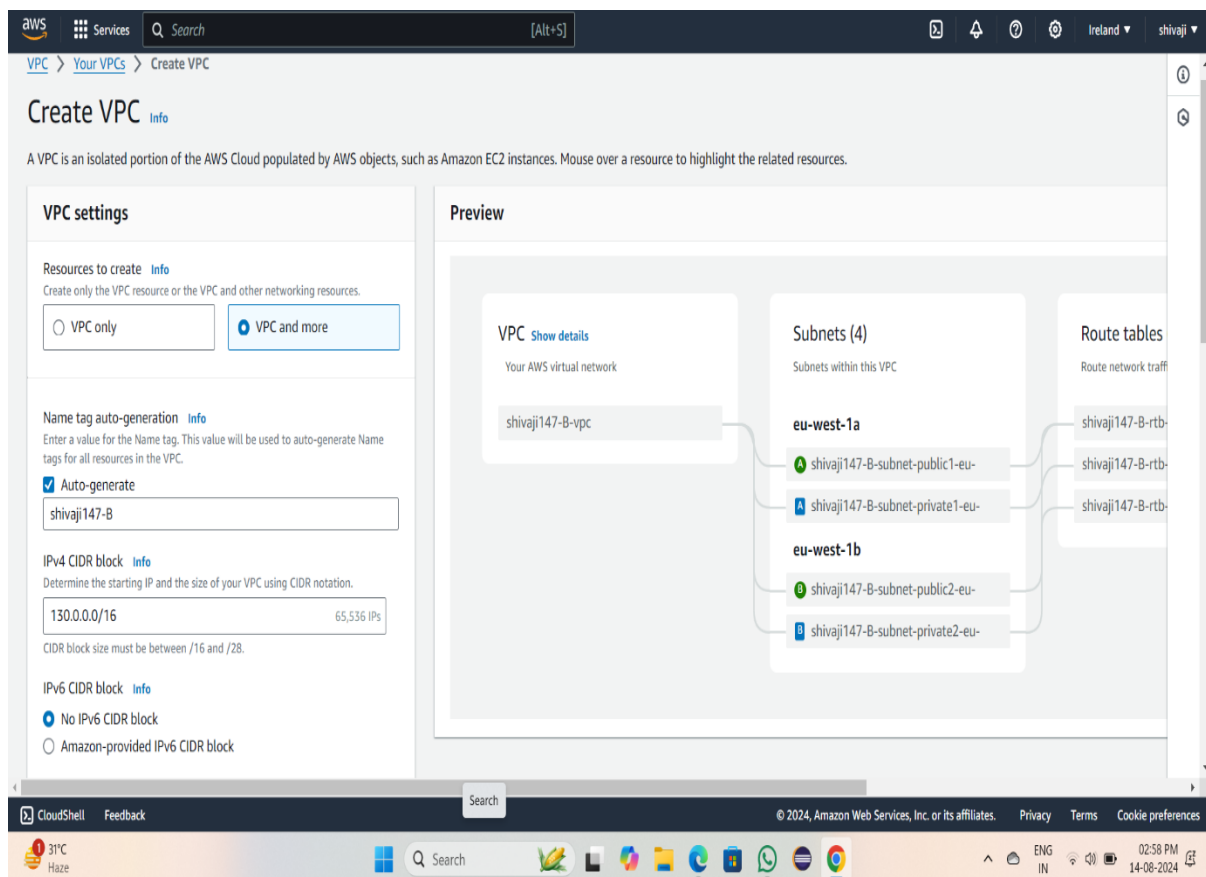 aws Services Search [Alt+S] Ireland ▼ shivaji ▼
VPC > Your VPCs > Create VPC
Create VPC Info
A VPC is an isolated portion of the AWS Cloud populated by AWS objects, such as Amazon EC2 instances. Mouse over a resource to highlight the related resources.
VPC settings
Resources to create Info
Create only the VPC resource or the VPC and other networking resources.
VPC only
VPC and more
Name tag auto-generation Info
Enter a value for the Name tag. This value will be used to auto-generate Name
tags for all resources in the VPC.
Auto-generate
shivaji147-B
IPv4 CIDR block Info
Determine the starting IP and the size of your VPC using CIDR notation.
130.0.0.0/16 65,536 IPs
CIDR block size must be between /16 and /28.
IPv6 CIDR block Info
No IPv6 CIDR block
Amazon-provided IPv6 CIDR block
Preview
VPC Show details
Your AWS virtual network
shivaji147-B-vpc
Subnets (4)
Subnets within this VPC
eu-west-1a
A shivaji147-B-subnet-public1-eu-
A shivaji147-B-subnet-private1-eu-
eu-west-1b
B shivaji147-B-subnet-public2-eu-
B shivaji147-B-subnet-private2-eu-
Route tables
Route network traff
shivaji147-B-rtb-
shivaji147-B-rtb-
shivaji147-B-rtb-
Search
CloudShell Feedback © 2024, Amazon Web Services, Inc. or its affiliates. Privacy Terms Cookie preferences
1 31°C
Haze
Search
ENG
IN
02:58 PM
14-08-2024